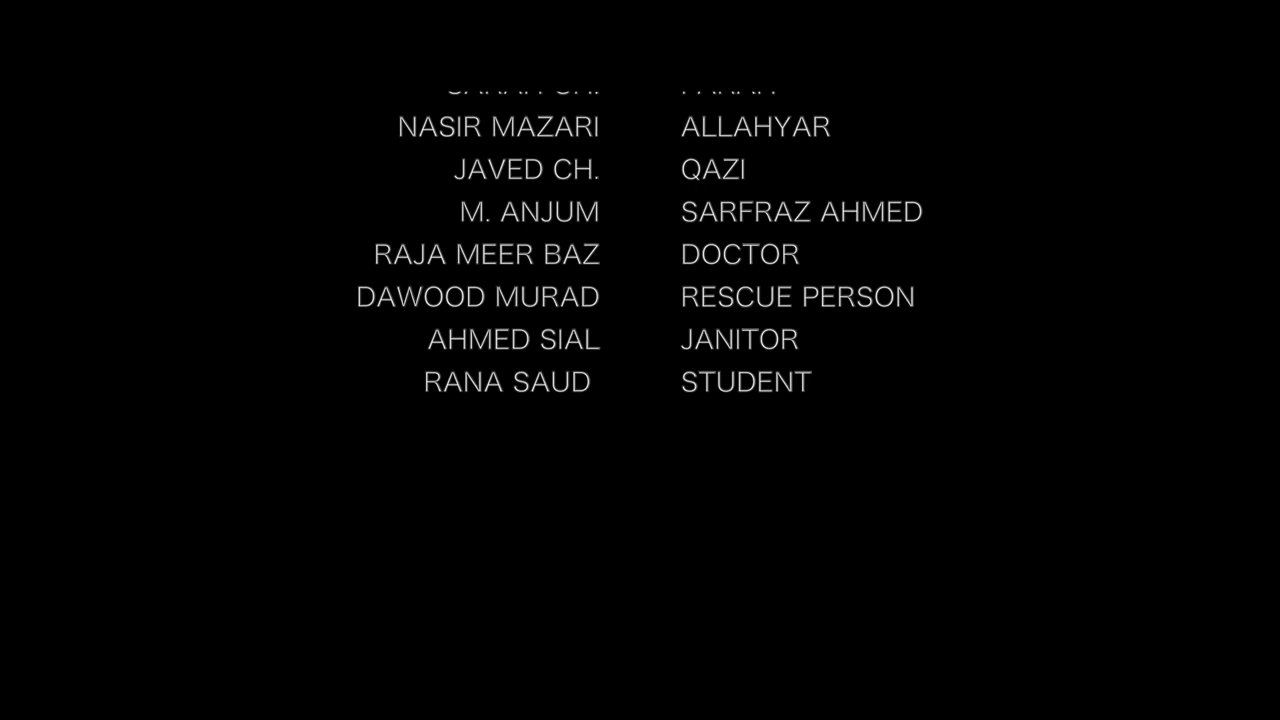 NASIR MAZARI ALLAHYAR
JAVED CH. QAZI
M. ANJUM SARFRAZ AHMED
RAJA MEER BAZ DOCTOR
DAWOOD MURAD RESCUE PERSON
AHMED SIAL JANITOR
RANA SAUD STUDENT